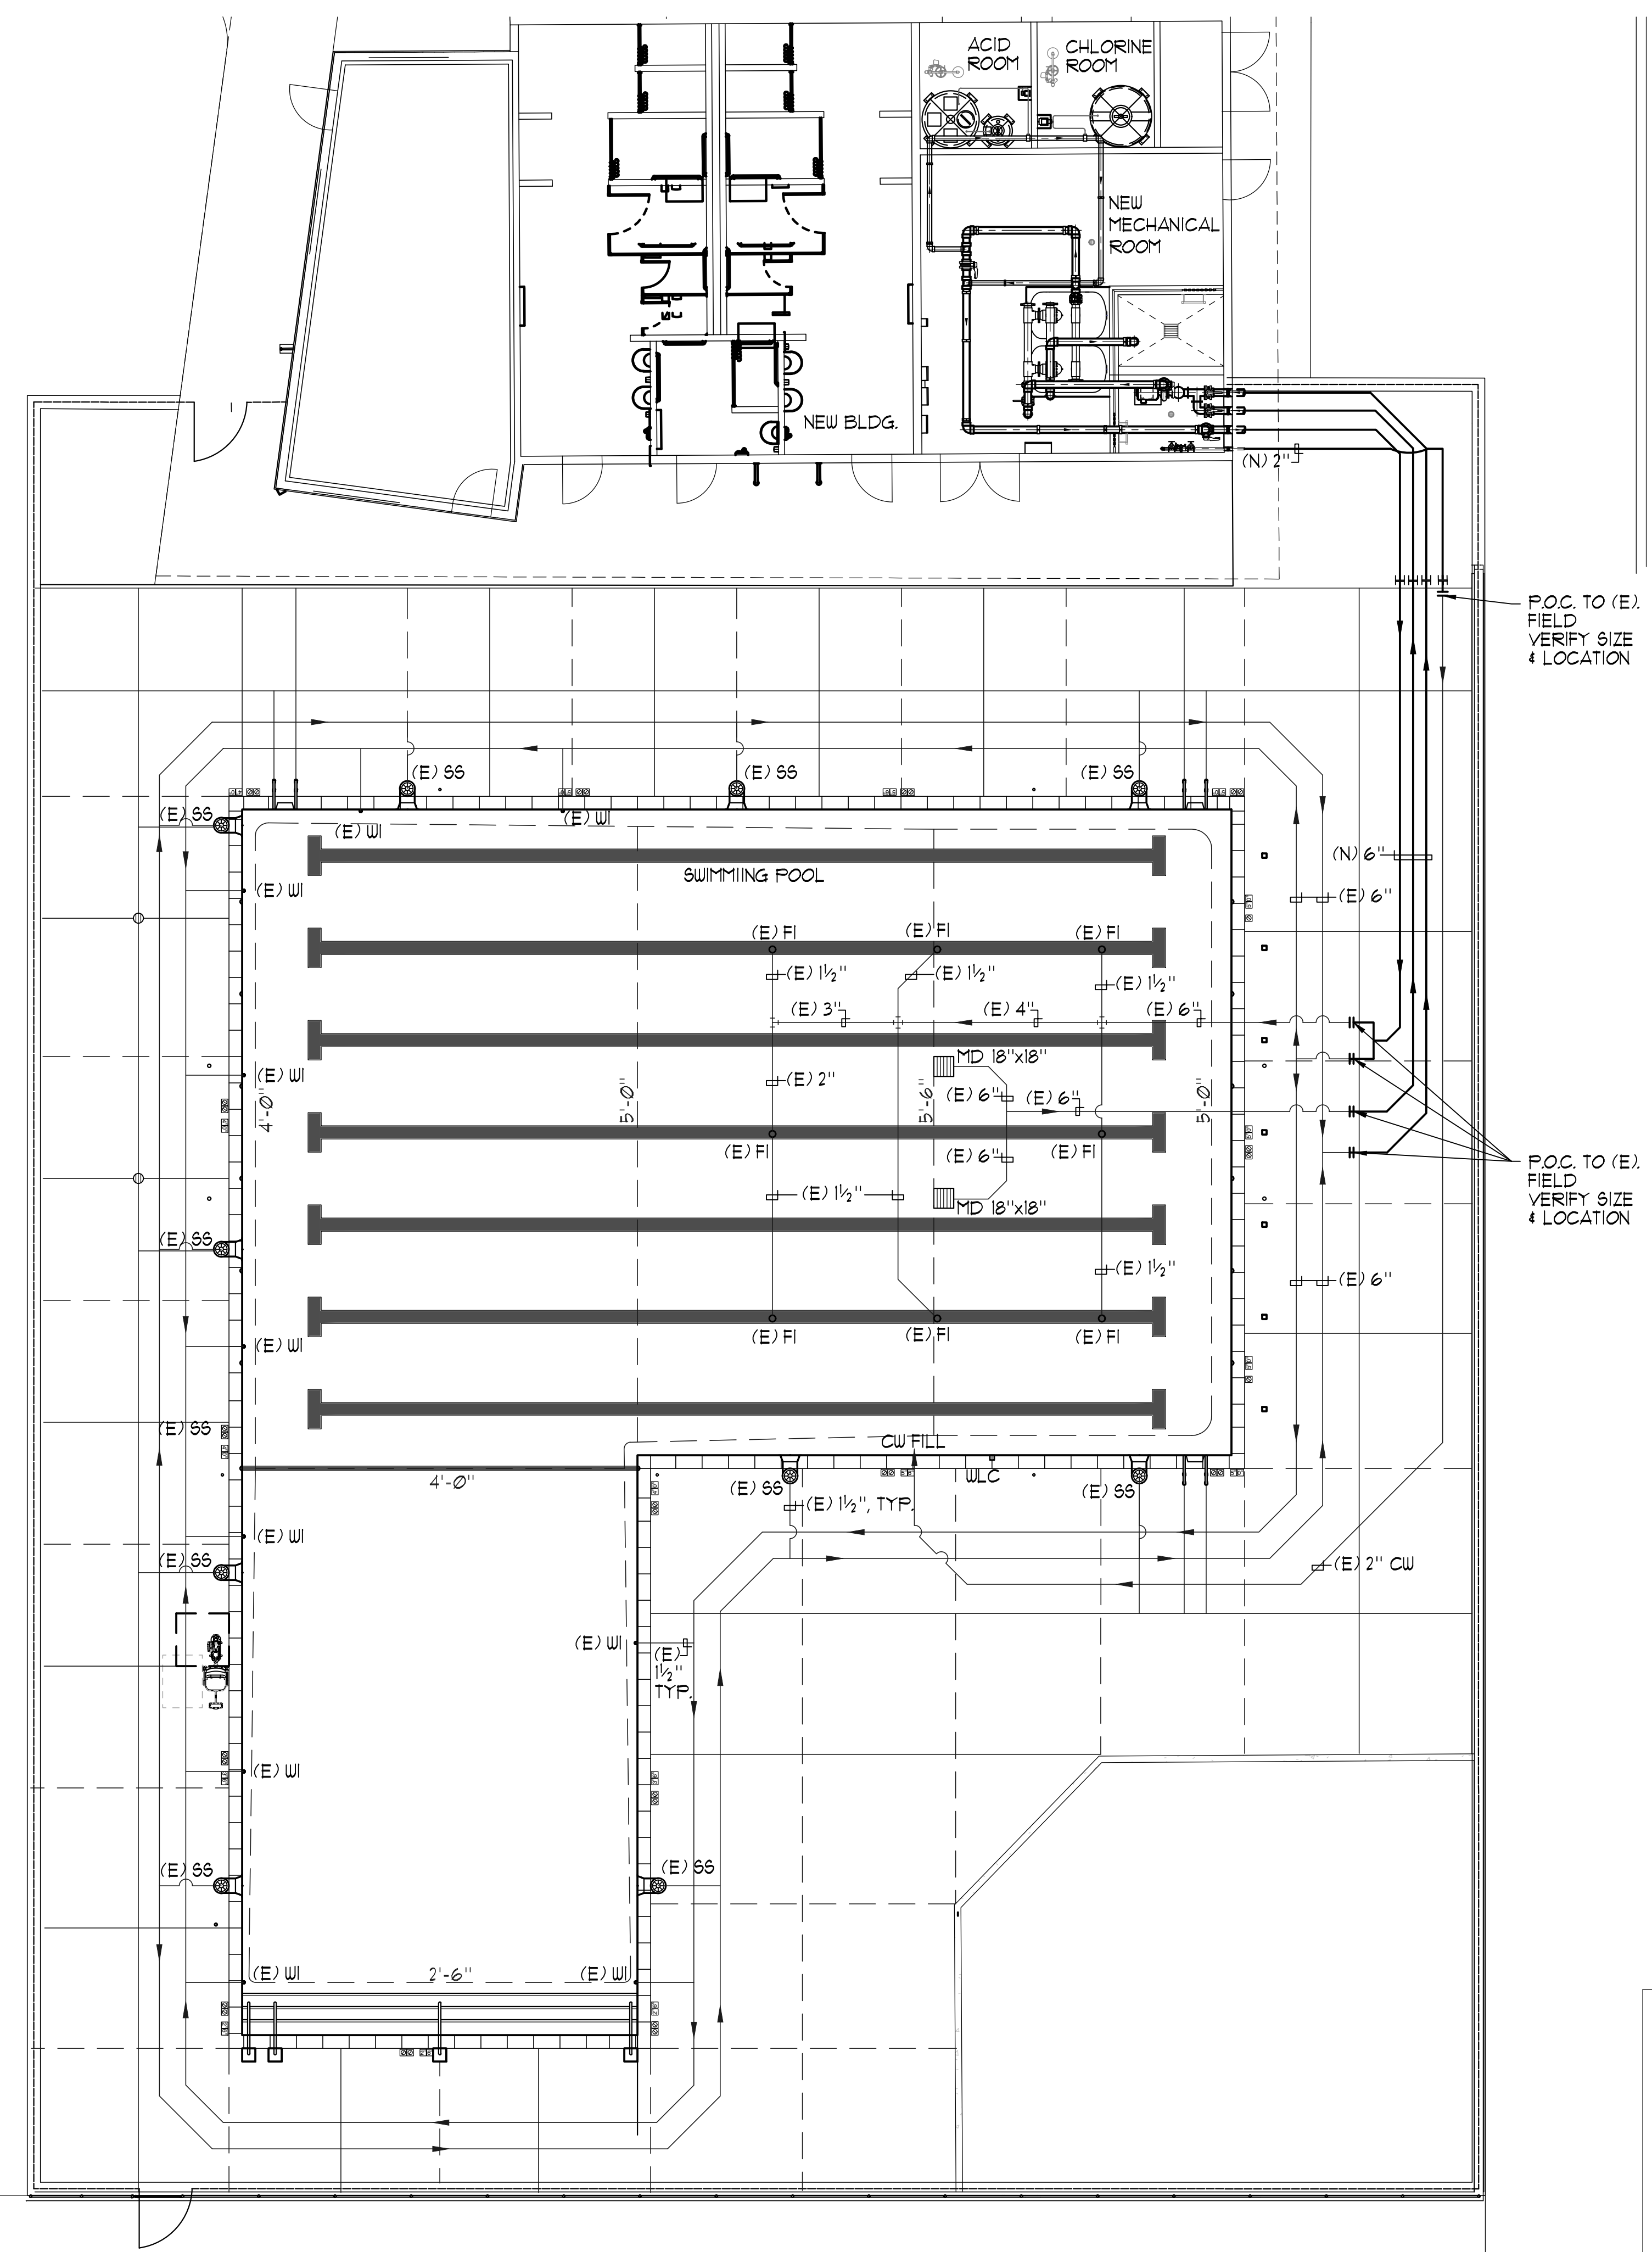 ACID
ROOM
CHLORINE
ROOM
NEW
MECHANICAL
ROOM
NEW BLDG.
(N) 2"
P.O.C. TO (E).
FIELD
VERIFY SIZE
& LOCATION
(E) SS
(E) SS
(E) SS
(E) SS
(E) WI
(E) WI
SWIMMIING POOL
(N) 6"
(E) WI
(E) 6"
(E) FI
(E) FI
(E) FI
(E) 1½"
(E) 1½"
(E) 1½"
(E) 3"
(E) 4"
(E) 6"
MD 18"x18"
(E) WI
(E) 2"
(E) 6"
(E) 6"
4'-0"
5'-0"
5'-6"
5'-0"
(E) FI
(E) FI
(E) 6"
P.O.C. TO (E).
FIELD
VERIFY SIZE
& LOCATION
(E) 1½"
MD 18"x18"
(E) SS
(E) 1½"
(E) 6"
(E) WI
(E) FI
(E) FI
(E) FI
(E) SS
CW FILL
4'-0"
WLC
(E) SS
(E) SS
(E) 1½", TYP.
(E) WI
(E) SS
(E) 2" CW
(E) WI
(E)
1½"
TYP.
(E) WI
(E) SS
(E) SS
(E) WI
2'-6"
(E) WI